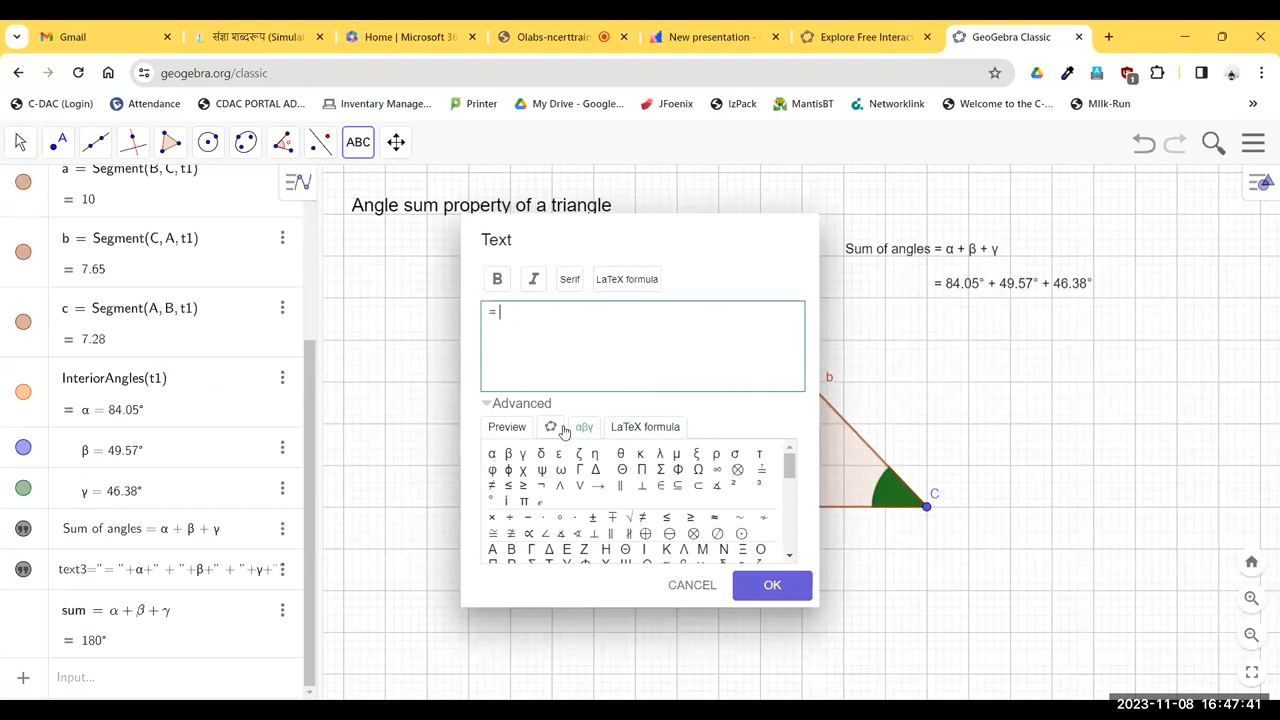 Gmail
संज्ञा शब्दरूप (Simula
Home | Microsoft 36
Olabs-ncerttrain
New presentation -
Explore Free Interac
GeoGebra Classic
geogebra.org/classic
C-DAC (Login)
Attendance
CDAC PORTAL AD...
Inventary Manage...
Printer
My Drive - Google...
JFoenix
IzPack
MantisBT
Networklink
Welcome to the C-...
MIlk-Run
»
ABC
a = Segment(B, C, t1)
= 10
b = Segment(C, A, t1)
= 7.65
c = Segment(A, B, t1)
= 7.28
InteriorAngles(t1)
= α = 84.05°
β = 49.57°
γ = 46.38°
Sum of angles = α + β + γ
text3="= "+α+" + "+β+" + "+γ+"
sum = α + β + γ
= 180°
Input...
Angle sum property of a triangle
Sum of angles = α + β + γ
= 84.05° + 49.57° + 46.38°
b
C
Text
B I Serif LaTeX formula
=
Advanced
Preview αβγ LaTeX formula
α β γ δ ε ζ η θ κ λ μ ξ ρ σ τ
φ ϕ χ ψ ω Γ Δ Θ Π Σ Φ Ω ∞ ⊗ ≟
≠ ≤ ≥ ¬ ∧ ∨ → ∥ ⊥ ∈ ⊆ ⊂ ∡ ² ³
° í π ℯ
× ÷ − · ∘ ∙ ± ∓ √ ≠ ≤ ≥ ≈ ~ ≁
≅ ≇ ∝ ∠ ∡ ∢ ⊥ ∥ ∦ ⊕ ⊖ ⊗ ⊘ ⊙
Α Β Γ Δ Ε Ζ Η Θ Ι Κ Λ Μ Ν Ξ Ο
CANCEL
OK
2023-11-08 16:47:41